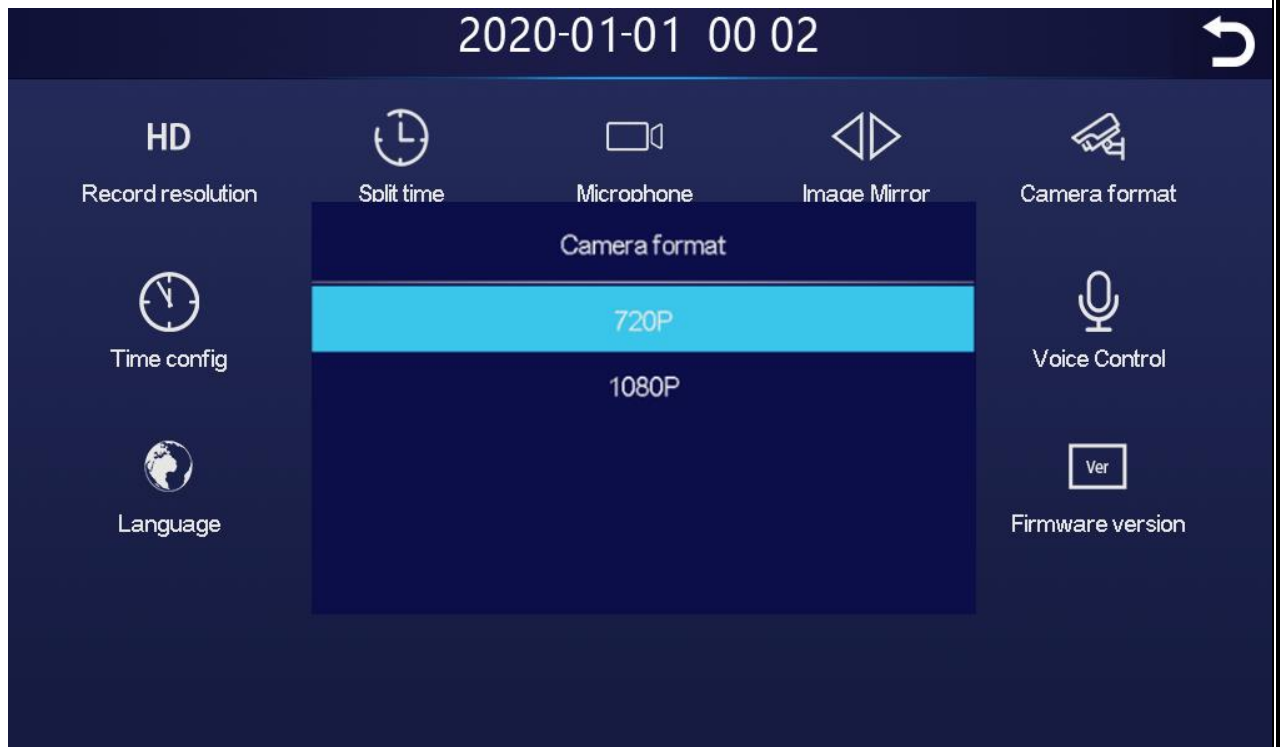 2020-01-01 00 02
HD
Record resolution
Split time
Microphone
Image Mirror
Camera format
Camera format
720P
1080P
Time config
Voice Control
Language
Ver
Firmware version